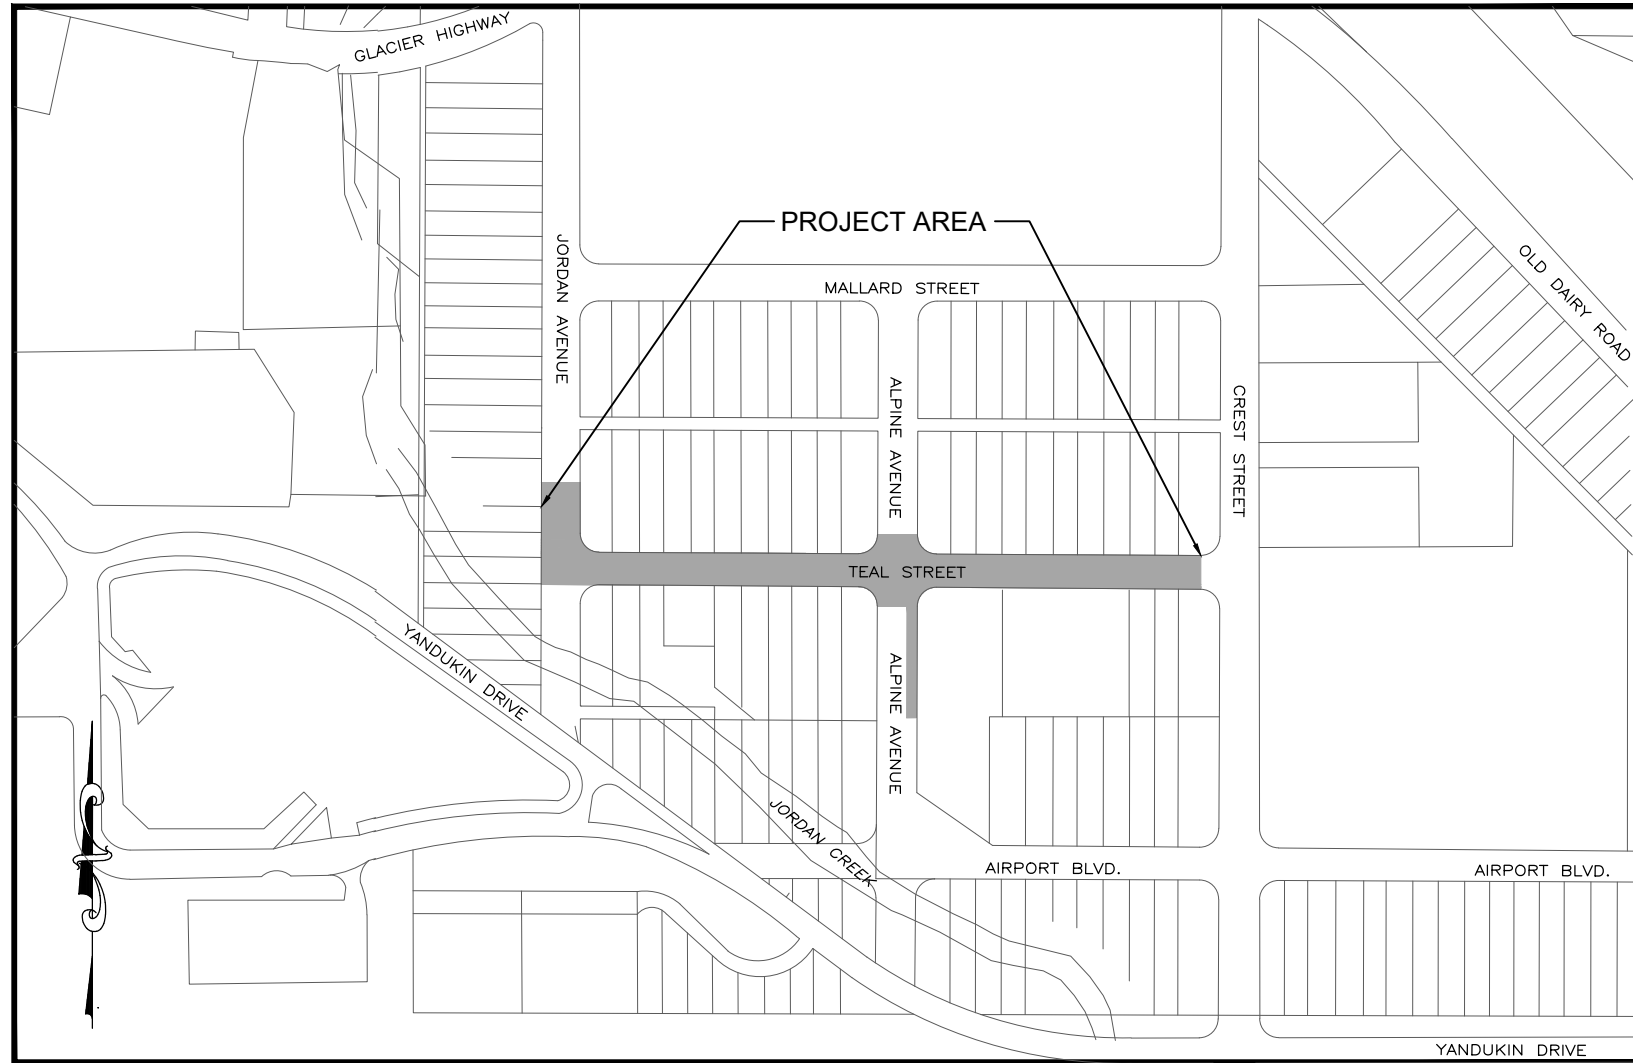 GLACIER HIGHWAY
PROJECT AREA
JORDAN AVENUE
MALLARD STREET
OLD DAIRY ROAD
ALPINE AVENUE
CREST STREET
TEAL STREET
YANDUKIN DRIVE
ALPINE AVENUE
JORDAN CREEK
AIRPORT BLVD.
AIRPORT BLVD.
YANDUKIN DRIVE